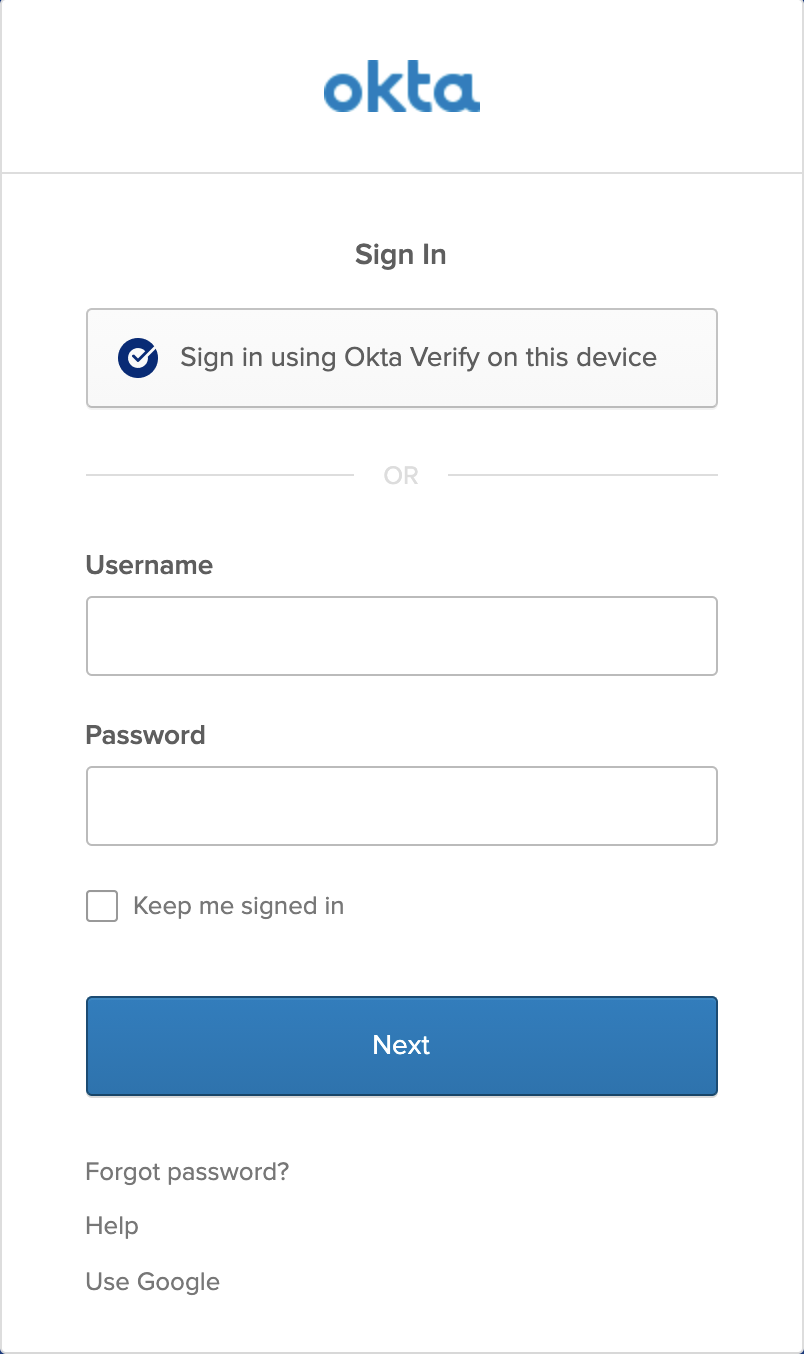 okta
Sign In
Sign in using Okta Verify on this device
OR
Username
Password
Keep me signed in
Next
Forgot password?
Help
Use Google